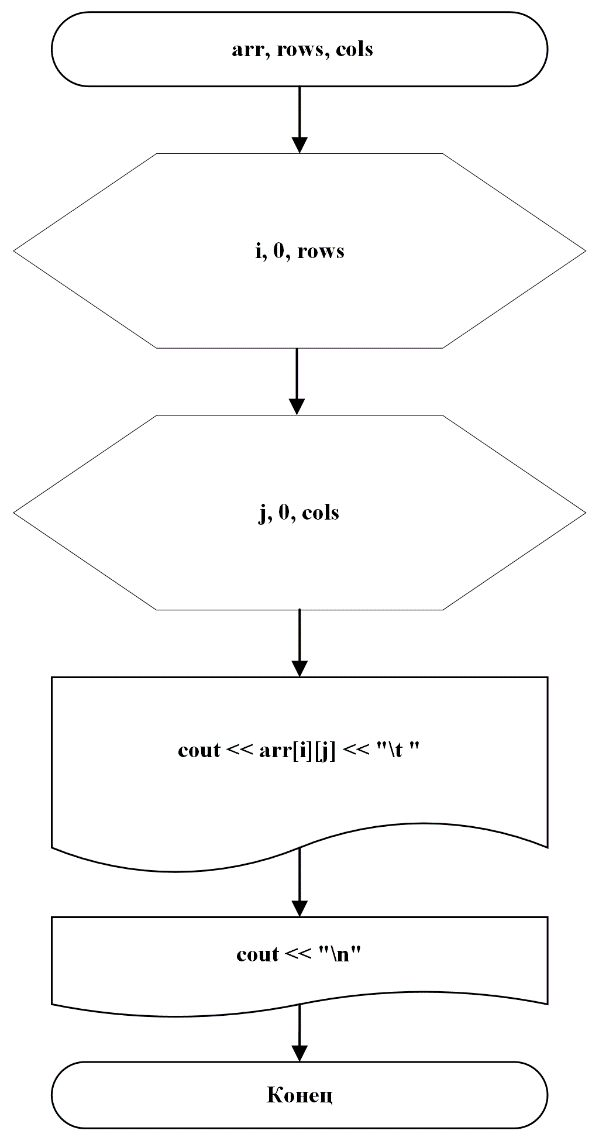 arr, rows, cols
i, 0, rows
j, 0, cols
cout << arr[i][j] << "\t "
cout << "\n"
Конец